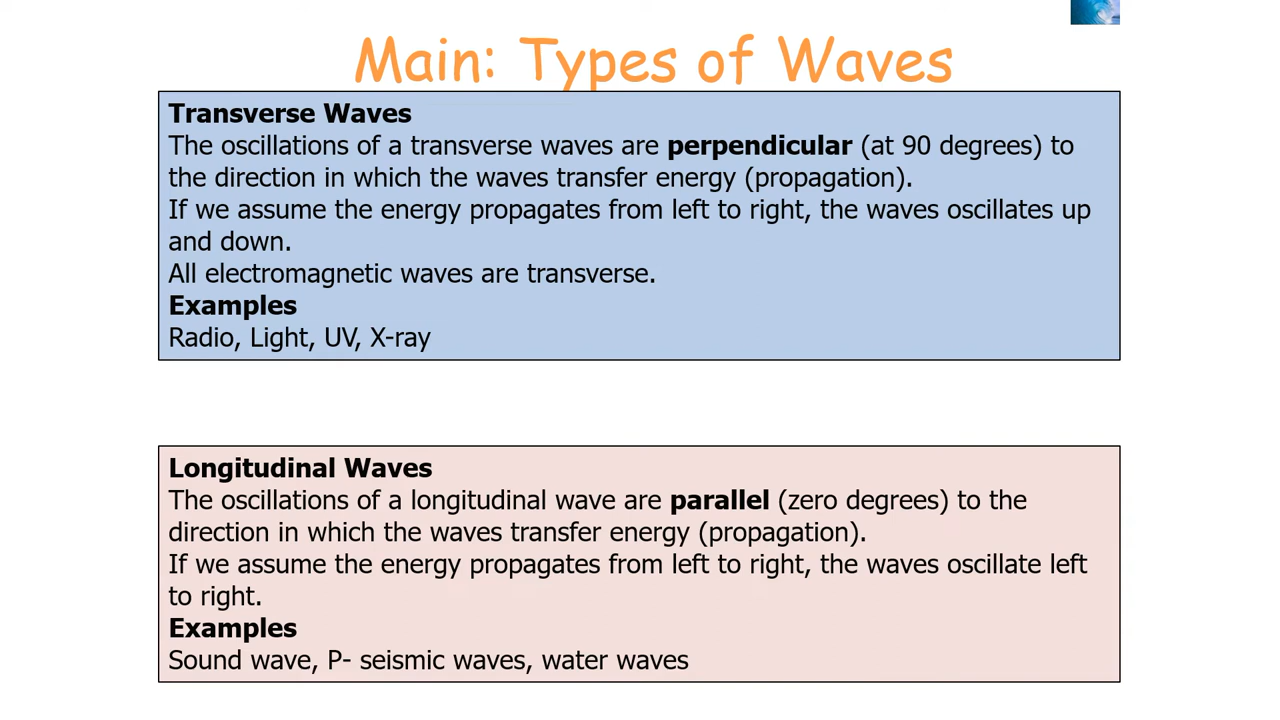 Main: Types of Waves
Transverse Waves
The oscillations of a transverse waves are perpendicular (at 90 degrees) to
the direction in which the waves transfer energy (propagation).
If we assume the energy propagates from left to right, the waves oscillates up
and down.
All electromagnetic waves are transverse.
Examples
Radio, Light, UV, X-ray
Longitudinal Waves
The oscillations of a longitudinal wave are parallel (zero degrees) to the
direction in which the waves transfer energy (propagation).
If we assume the energy propagates from left to right, the waves oscillate left
to right.
Examples
Sound wave, P- seismic waves, water waves